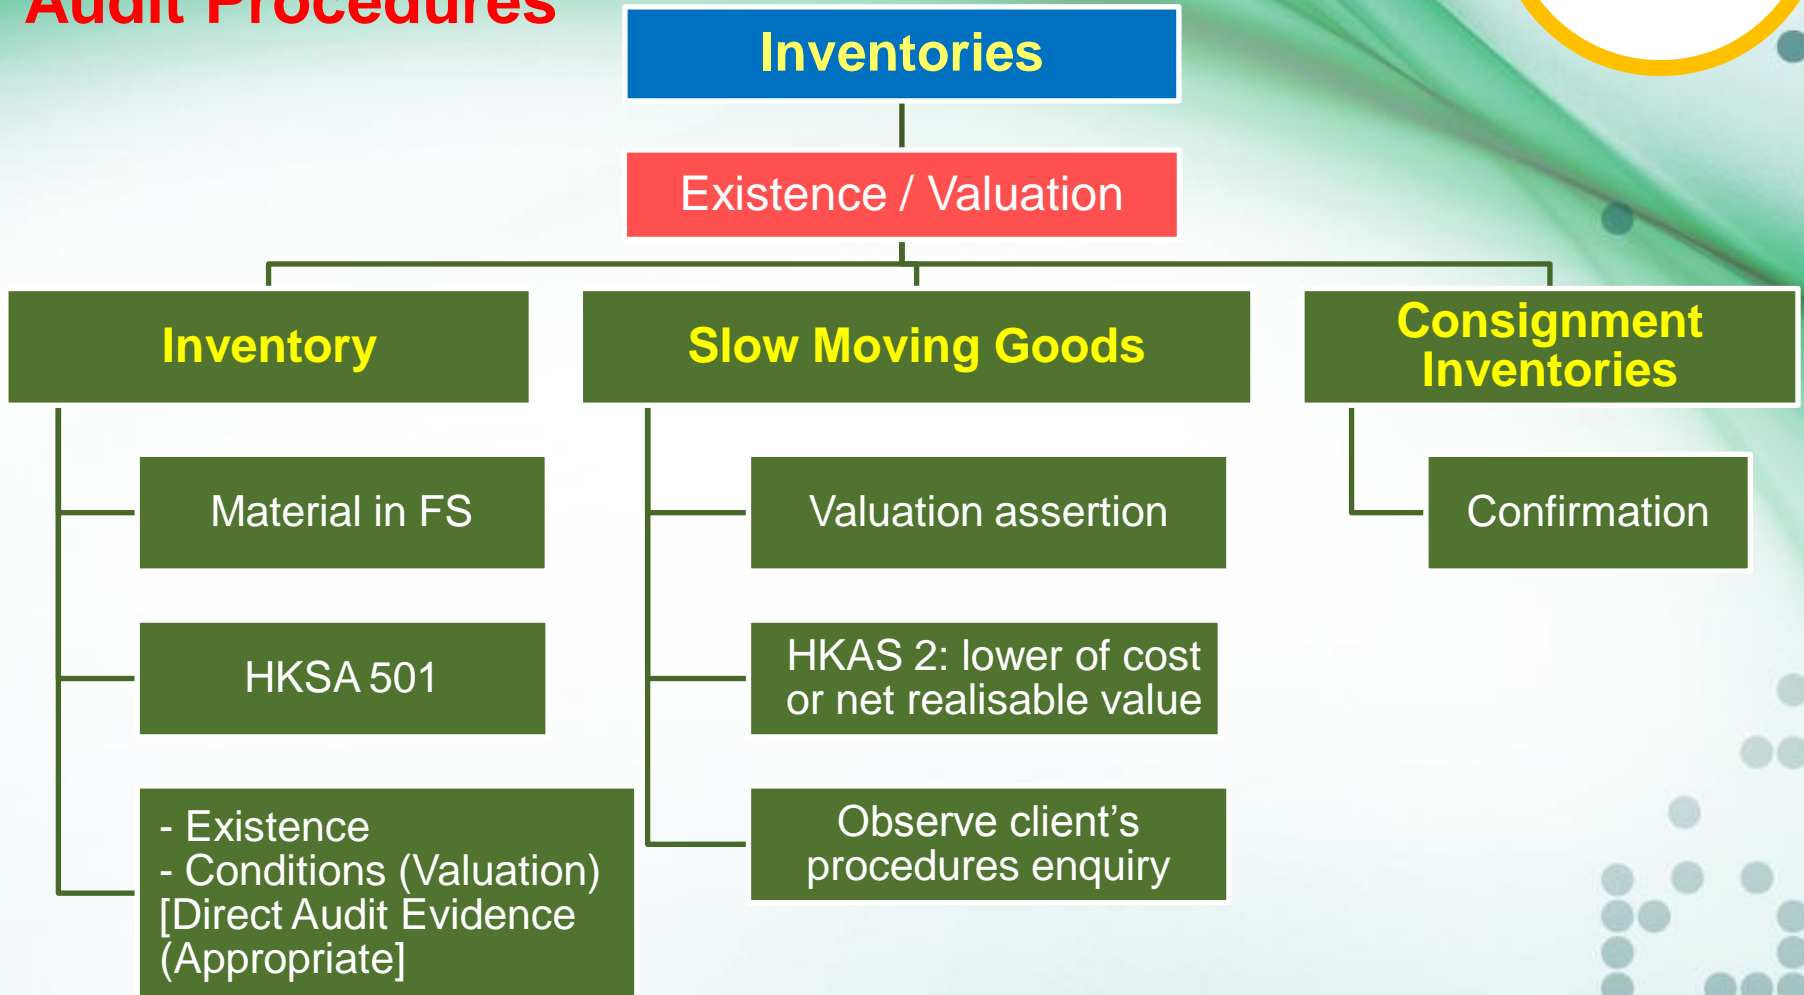 Audit Procedures
Inventories
Existence / Valuation
Inventory
Material in FS
HKSA 501
- Existence
- Conditions (Valuation)
[Direct Audit Evidence
(Appropriate]
Slow Moving Goods
Valuation assertion
HKAS 2: lower of cost
or net realisable value
Observe client’s
procedures enquiry
Consignment
Inventories
Confirmation